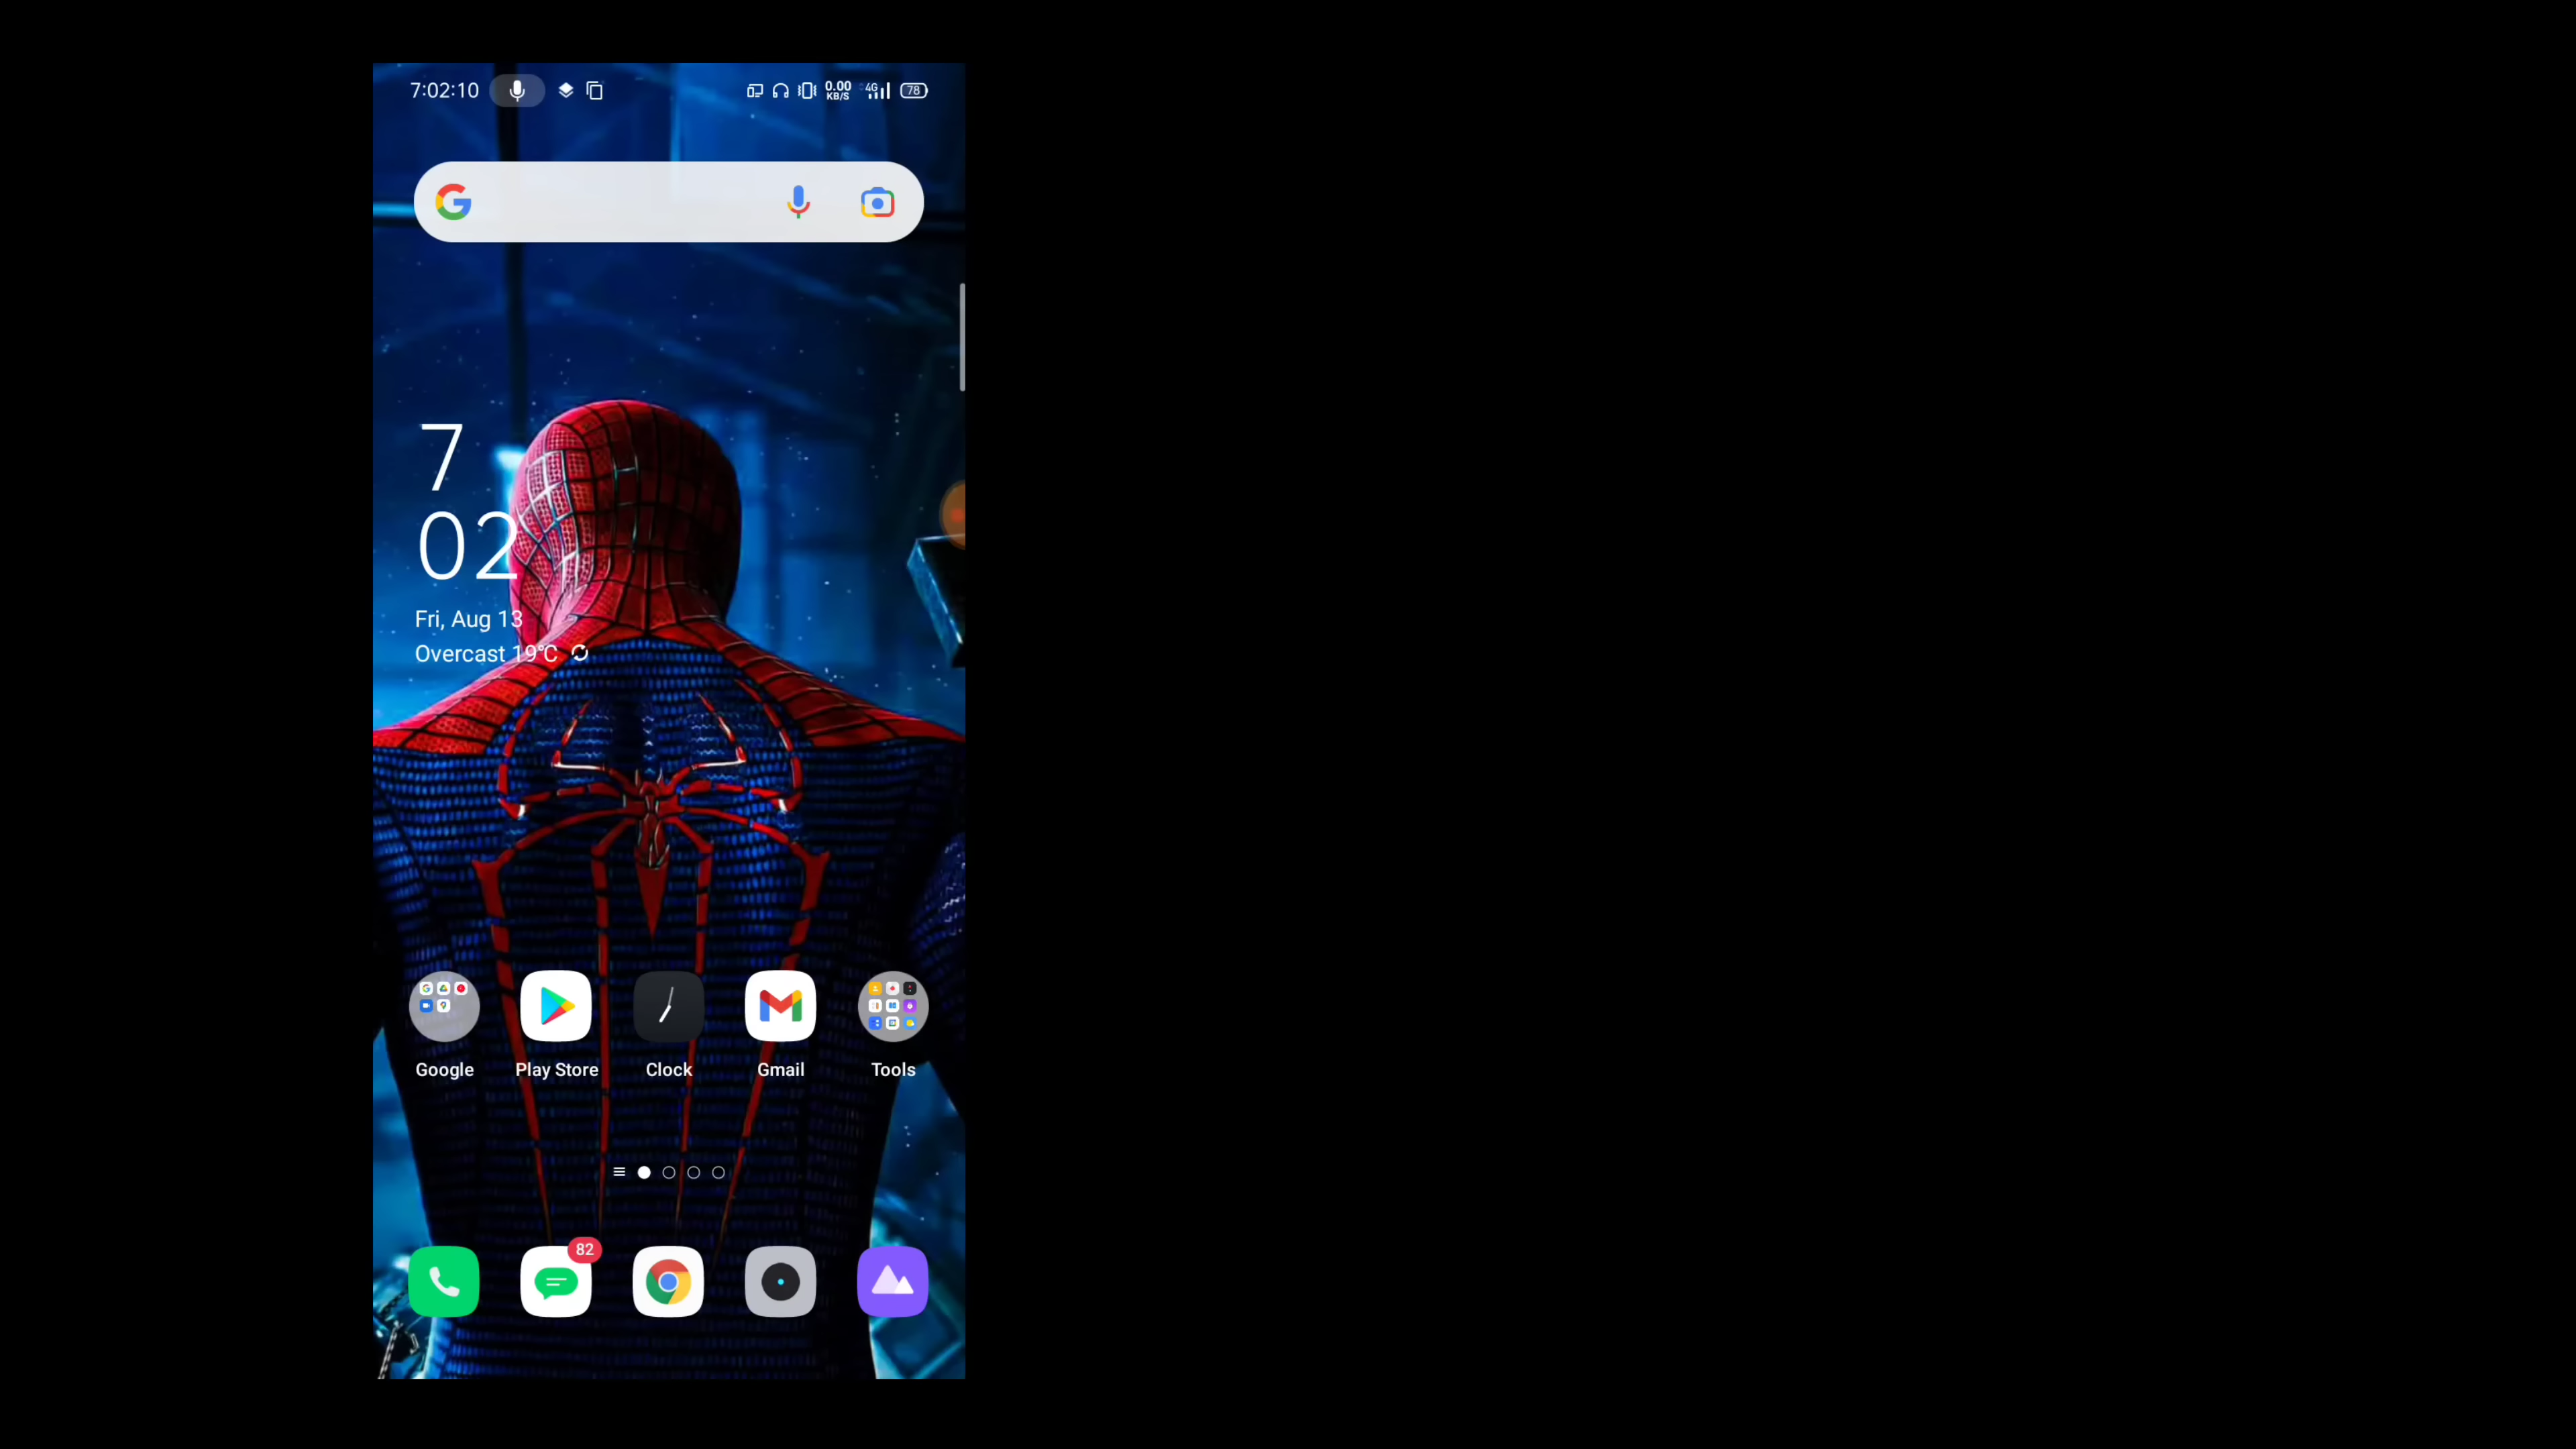 7:02:10 0.00 KB/S 4G 78
7
02
Fri, Aug 13
Overcast 19°C
Google Play Store Clock Gmail Tools
82